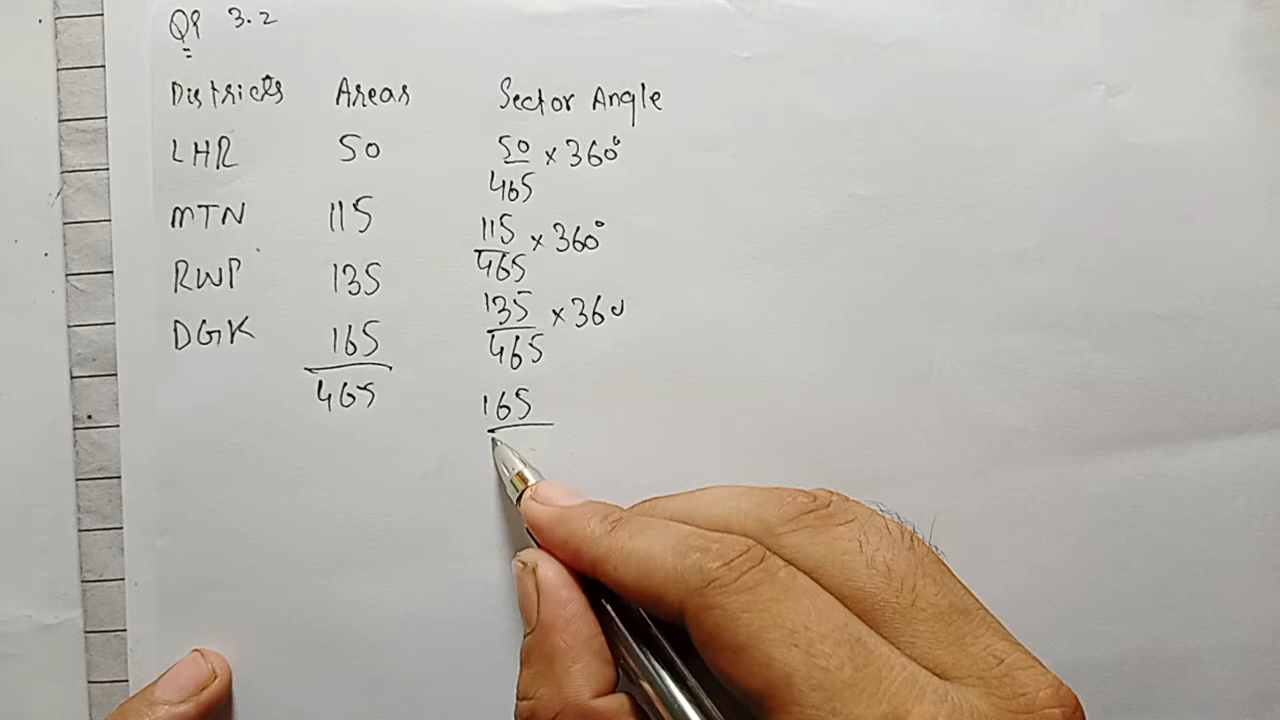 Q9 3.2
Districts Areas Sector Angle
LHR 50 50/465 × 360°
MTN 115 115/465 × 360°
RWP 135 135/465 × 360
DGK 165 165
465